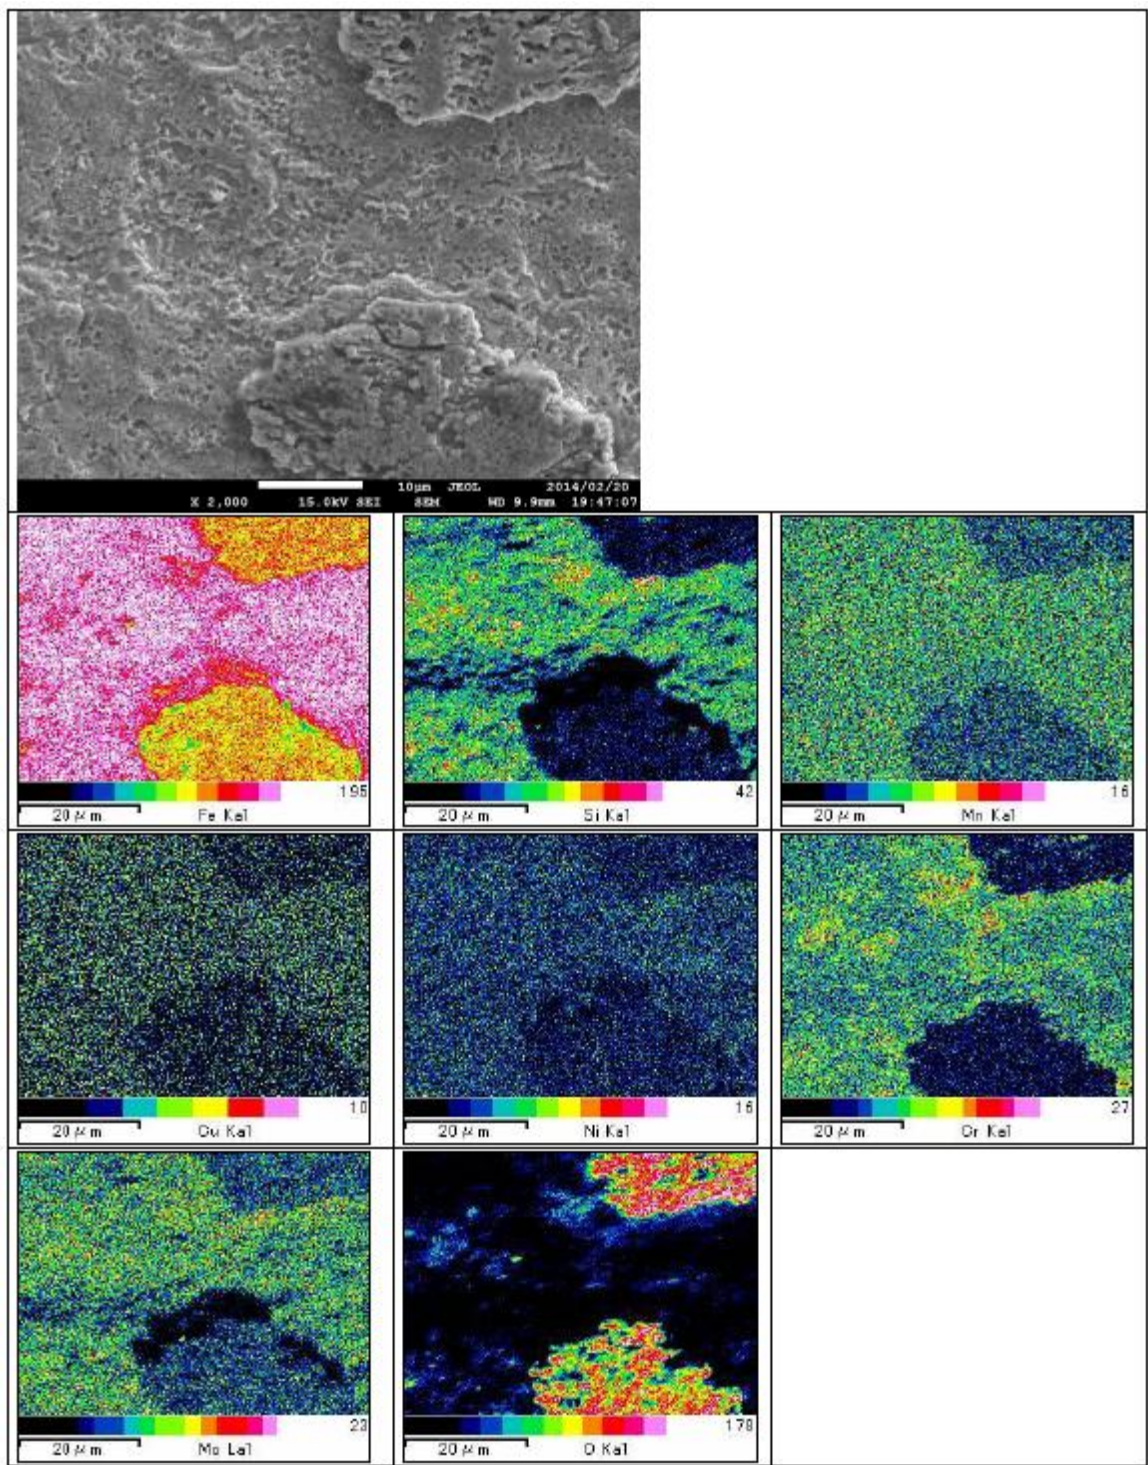 10μm JEOL 2014/02/20
X 2,000 15.0kV SEI SEM WD 9.9mm 19:47:07
195
20 μm Fe Ka1
42
20 μm Si Ka1
16
20 μm Mn Ka1
10
20 μm Cu Ka1
16
20 μm Ni Ka1
27
20 μm Cr Ka1
23
20 μm Mo La1
178
20 μm O Ka1